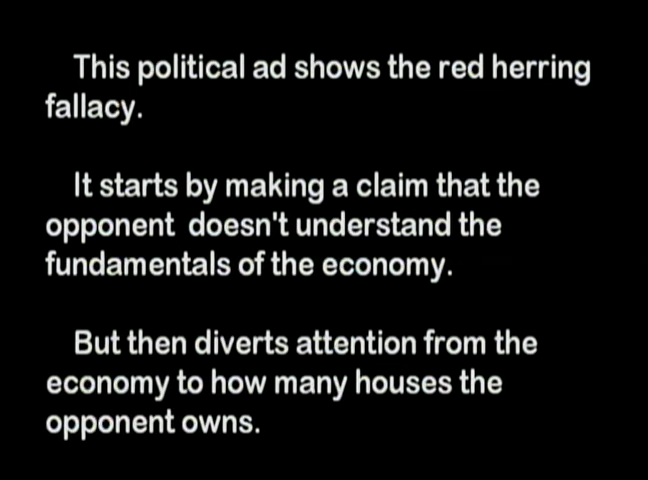 This political ad shows the red herring
fallacy.
It starts by making a claim that the
opponent doesn't understand the
fundamentals of the economy.
But then diverts attention from the
economy to how many houses the
opponent owns.